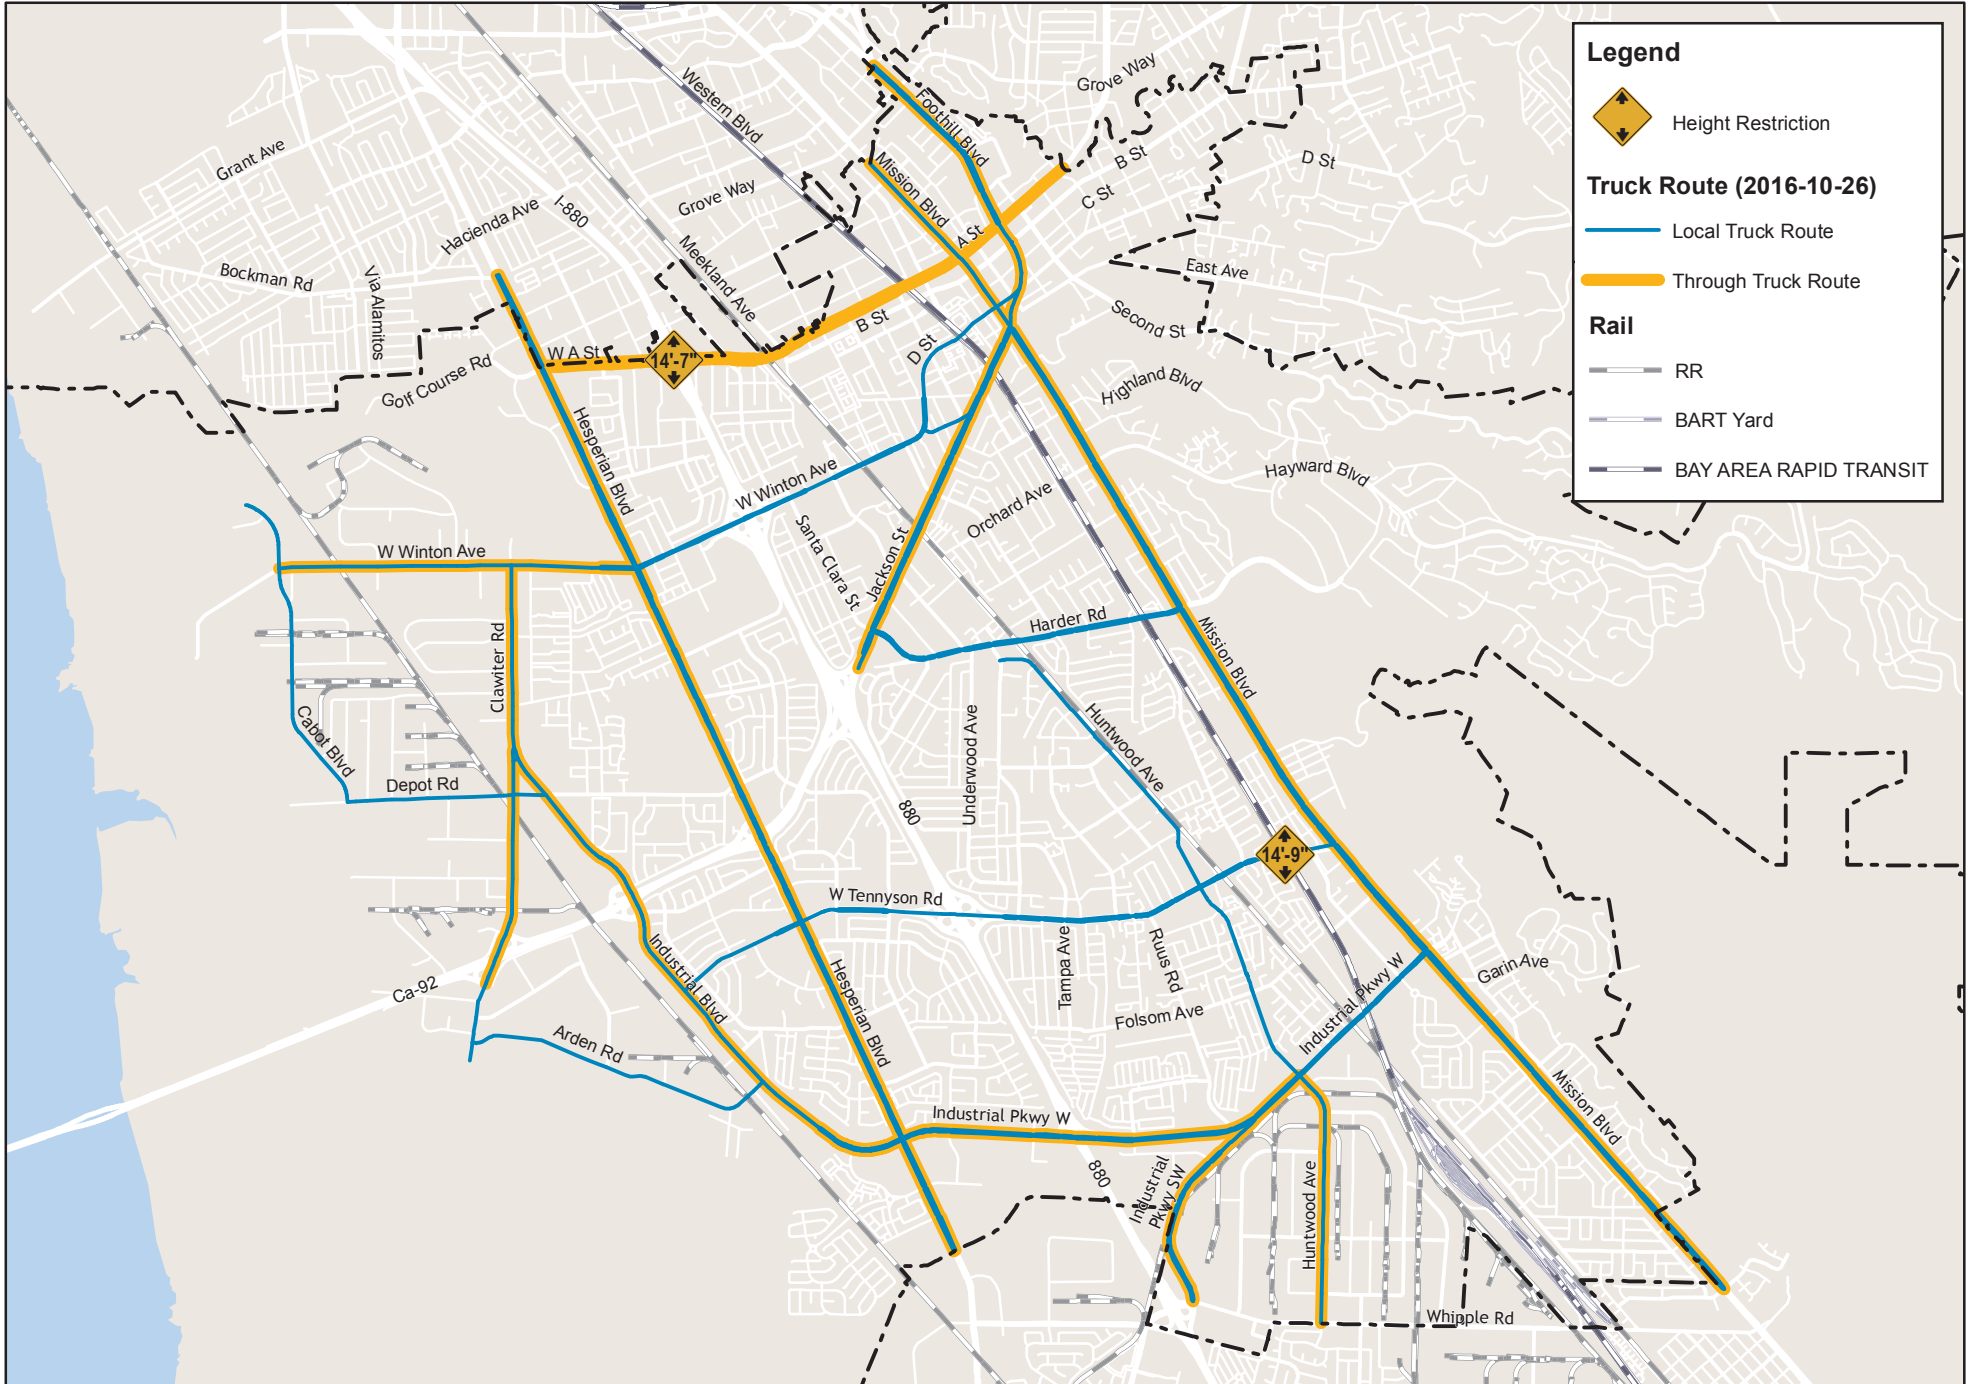 Legend
Height Restriction
Truck Route (2016-10-26)
Local Truck Route
Through Truck Route
Rail
RR
BART Yard
BAY AREA RAPID TRANSIT
Grove Way
Western Blvd
Foothill Blvd
Grant Ave
Mission Blvd
B St
D St
C St
Grove Way
Hacienda Ave
I-880
A St
Meekland Ave
Bockman Rd
Via Alamitos
East Ave
Second St
B St
D St
W A St
14'-7"
Golf Course Rd
Highland Blvd
Hesperian Blvd
W Winton Ave
Hayward Blvd
Orchard Ave
Santa Clara St
Jackson St
W Winton Ave
Harder Rd
Clawiter Rd
Mission Blvd
Cabot Blvd
Huntwood Ave
Underwood Ave
Depot Rd
880
14'-9"
W Tennyson Rd
Industrial Blvd
Hesperian Blvd
Tampa Ave
Ruus Rd
Garin Ave
Ca-92
Folsom Ave
Industrial Pkwy W
Arden Rd
Industrial Pkwy W
Mission Blvd
880
Industrial
Pkwy SW
Huntwood Ave
Whipple Rd